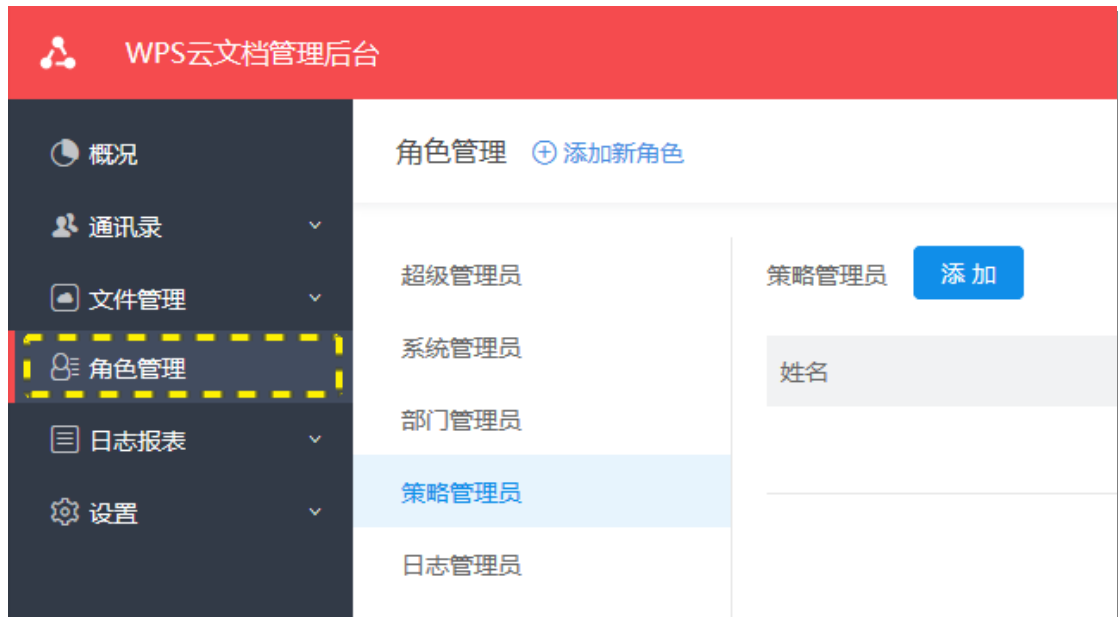 WPS云文档管理后台
概况
通讯录
文件管理
角色管理
日志报表
设置
角色管理 添加新角色
超级管理员
系统管理员
部门管理员
策略管理员
日志管理员
策略管理员 添加
姓名